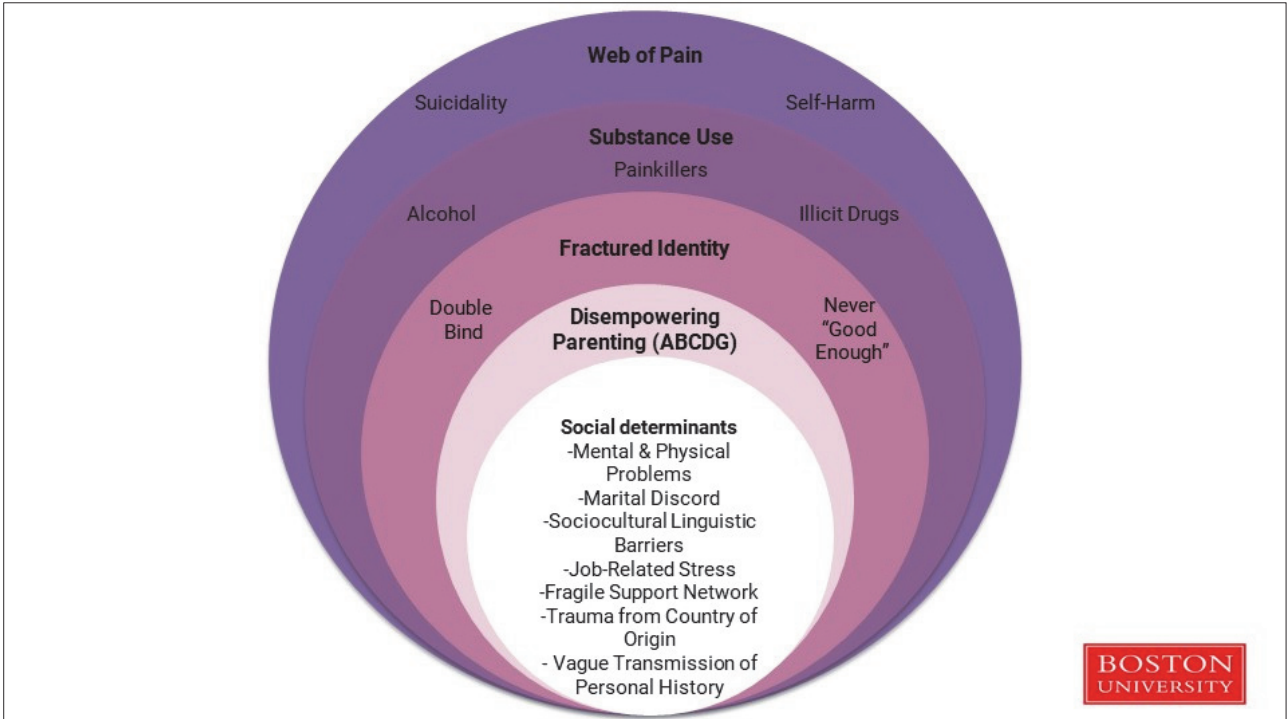 Web of Pain
Suicidality
Self-Harm
Substance Use
Painkillers
Alcohol
Illicit Drugs
Fractured Identity
Double
Bind
Never
“Good
Enough”
Disempowering
Parenting (ABCDG)
Social determinants
-Mental & Physical
Problems
-Marital Discord
-Sociocultural Linguistic
Barriers
-Job-Related Stress
-Fragile Support Network
-Trauma from Country of
Origin
- Vague Transmission of
Personal History
BOSTON
UNIVERSITY